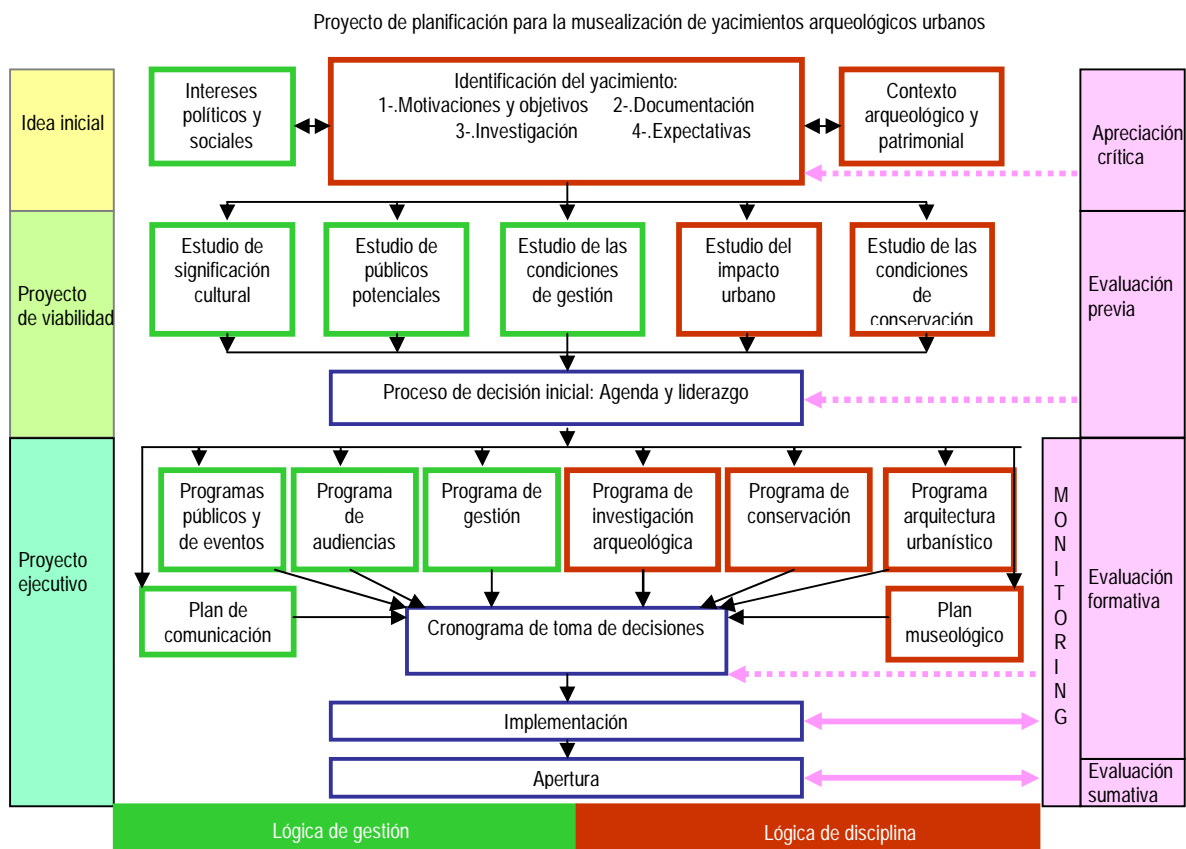 Proyecto de planificación para la musealización de yacimientos arqueológicos urbanos
Idea inicial
Intereses
políticos y
sociales
Identificación del yacimiento:
1-.Motivaciones y objetivos 2-.Documentación
3-.Investigación 4-.Expectativas
Contexto
arqueológico y
patrimonial
Apreciación
crítica
Proyecto
de viabilidad
Estudio de
significación
cultural
Estudio de
públicos
potenciales
Estudio de las
condiciones
de gestión
Estudio del
impacto
urbano
Estudio de las
condiciones
de
conservación
Evaluación
previa
Proceso de decisión inicial: Agenda y liderazgo
Proyecto
ejecutivo
Programas
públicos y
de eventos
Programa
de
audiencias
Programa de
gestión
Programa de
investigación
arqueológica
Programa de
conservación
Programa
arquitectura
urbanístico
Plan de
comunicación
Cronograma de toma de decisiones
Plan
museológico
M
O
N
I
T
O
R
I
N
G
Evaluación
formativa
Implementación
Apertura
Evaluación
sumativa
Lógica de gestión
Lógica de disciplina